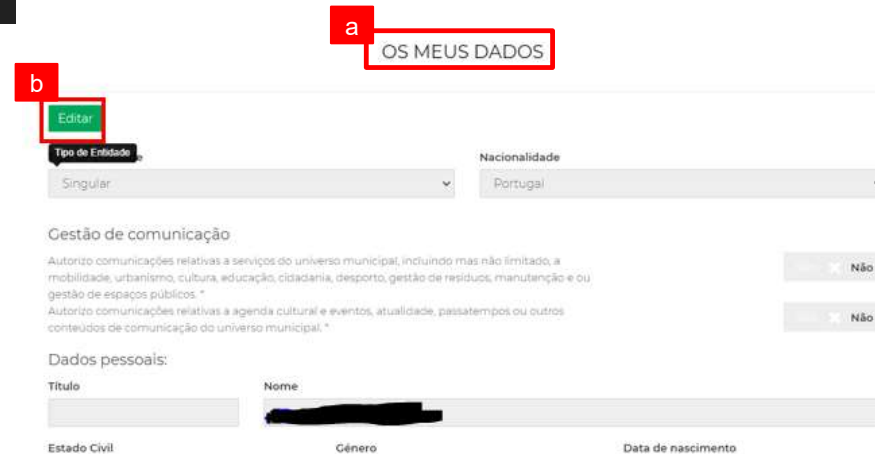 a
OS MEUS DADOS
b
Editar
Tipo de Entidade
Nacionalidade
Singular
Portugal
Gestão de comunicação
Autorizo comunicações relativas a serviços do universo municipal, incluindo mas não limitado, a
mobilidade, urbanismo, cultura, educação, cidadania, desporto, gestão de resíduos, manutenção e ou
gestão de espaços públicos. *
Não
Autorizo comunicações relativas a agenda cultural e eventos, atualidade, passatempos ou outros
conteúdos de comunicação do universo municipal. *
Não
Dados pessoais:
Título Nome
Estado Civil Género Data de nascimento